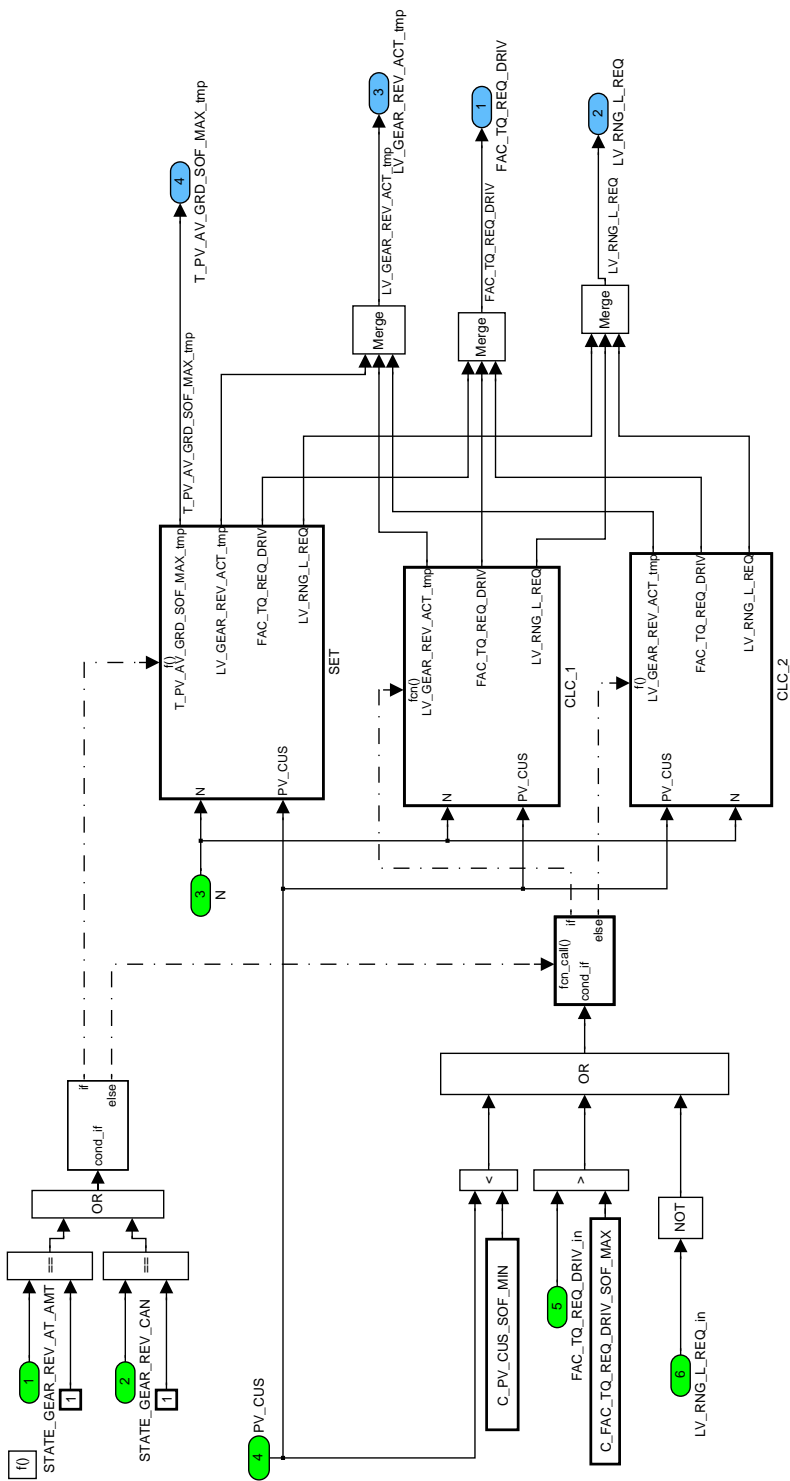 f()
1
STATE_GEAR_REV_AT_AMT
1
==
2
STATE_GEAR_REV_CAN
1
==
OR
cond_if
if
else
4
PV_CUS
3
N
C_PV_CUS_SOF_MIN
<
5
FAC_TQ_REQ_DRIV_in
C_FAC_TQ_REQ_DRIV_SOF_MAX
>
6
LV_RNG_L_REQ_in
NOT
OR
fcn_call()
cond_if
if
else
N
PV_CUS
f()
T_PV_AV_GRD_SOF_MAX_tmp
LV_GEAR_REV_ACT_tmp
FAC_TQ_REQ_DRIV
LV_RNG_L_REQ
SET
N
PV_CUS
fcn()
LV_GEAR_REV_ACT_tmp
FAC_TQ_REQ_DRIV
LV_RNG_L_REQ
CLC_1
PV_CUS
N
f()
LV_GEAR_REV_ACT_tmp
FAC_TQ_REQ_DRIV
LV_RNG_L_REQ
CLC_2
T_PV_AV_GRD_SOF_MAX_tmp
4
T_PV_AV_GRD_SOF_MAX_tmp
Merge
LV_GEAR_REV_ACT_tmp
3
LV_GEAR_REV_ACT_tmp
Merge
FAC_TQ_REQ_DRIV
1
FAC_TQ_REQ_DRIV
Merge
LV_RNG_L_REQ
2
LV_RNG_L_REQ